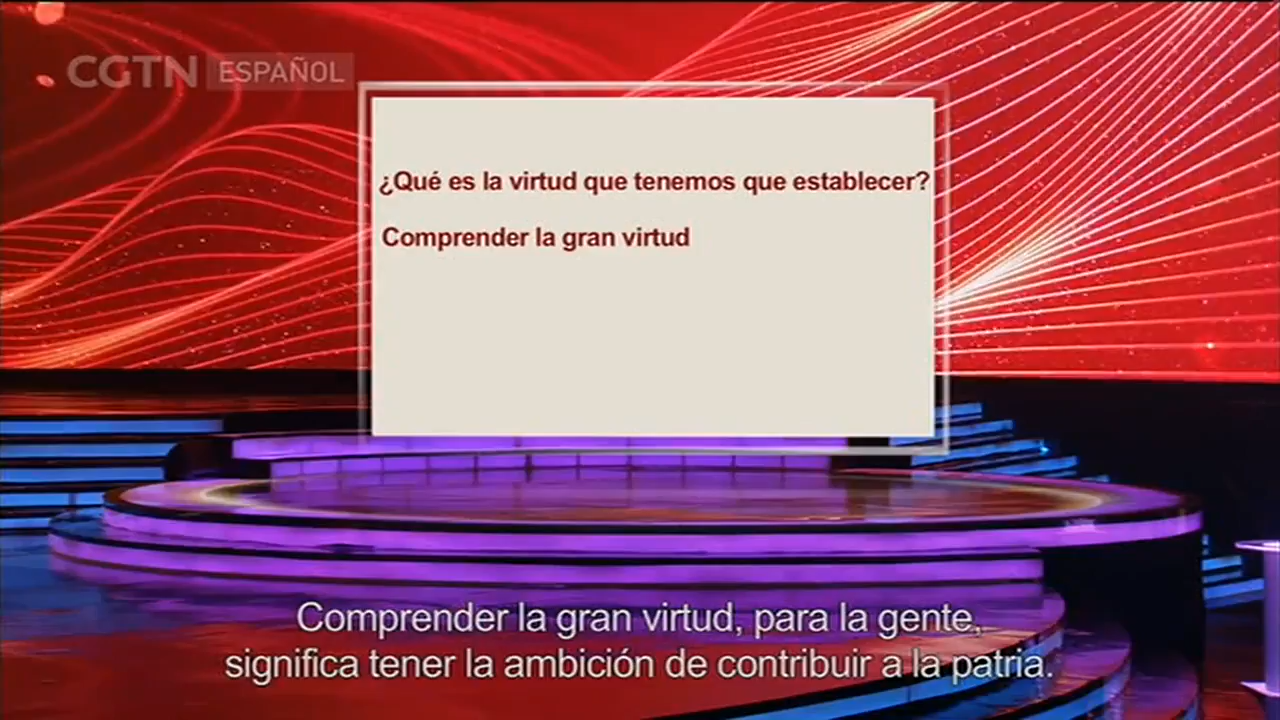 CGTN ESPAÑOL
¿Qué es la virtud que tenemos que establecer?
Comprender la gran virtud
Comprender la gran virtud, para la gente,
significa tener la ambición de contribuir a la patria.